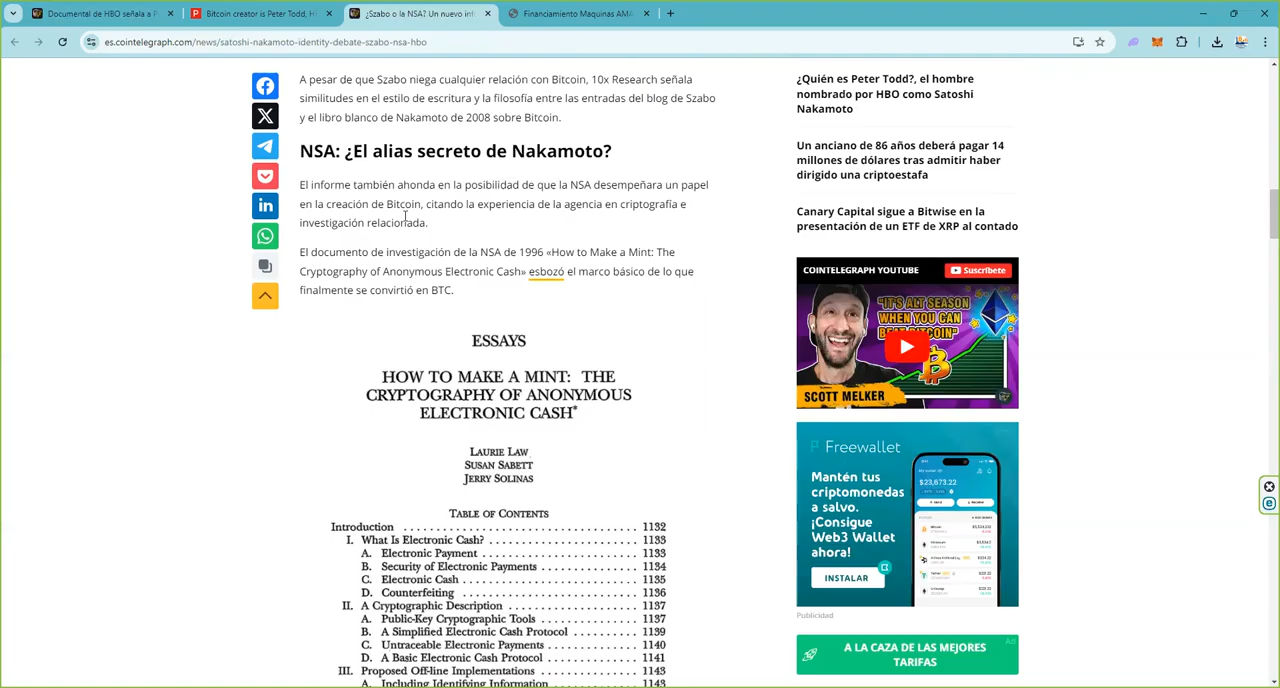 Documental de HBO señala a P
Bitcoin creator is Peter Todd, H
¿Szabo o la NSA? Un nuevo inf
Financiamiento Maquinas AMA
es.cointelegraph.com/news/satoshi-nakamoto-identity-debate-szabo-nsa-hbo
A pesar de que Szabo niega cualquier relación con Bitcoin, 10x Research señala
similitudes en el estilo de escritura y la filosofía entre las entradas del blog de Szabo
y el libro blanco de Nakamoto de 2008 sobre Bitcoin.
NSA: ¿El alias secreto de Nakamoto?
El informe también ahonda en la posibilidad de que la NSA desempeñara un papel
en la creación de Bitcoin, citando la experiencia de la agencia en criptografía e
investigación relacionada.
El documento de investigación de la NSA de 1996 «How to Make a Mint: The
Cryptography of Anonymous Electronic Cash» esbozó el marco básico de lo que
finalmente se convirtió en BTC.
ESSAYS
HOW TO MAKE A MINT: THE
CRYPTOGRAPHY OF ANONYMOUS
ELECTRONIC CASH*
LAURIE LAW
SUSAN SABETT
JERRY SOLINAS
TABLE OF CONTENTS
Introduction . . . . . . . . . . . . . . . . 1132
I. What Is Electronic Cash? . . . . . . . . . . 1133
A. Electronic Payment . . . . . . . . . . 1133
B. Security of Electronic Payments . . . . . . . . . . 1134
C. Electronic Cash . . . . . . . . . . 1135
D. Counterfeiting . . . . . . . . . . 1136
II. A Cryptographic Description . . . . . . . . . . 1137
A. Public-Key Cryptographic Tools . . . . . . . . . . 1137
B. A Simplified Electronic Cash Protocol . . . . . . . . . . 1139
C. Untraceable Electronic Payments . . . . . . . . . . 1140
D. A Basic Electronic Cash Protocol . . . . . . . . . . 1141
III. Proposed Off-line Implementations . . . . . . . . . . 1143
A. Including Identifying Information . . . . . . . . . . 1143
¿Quién es Peter Todd?, el hombre
nombrado por HBO como Satoshi
Nakamoto
Un anciano de 86 años deberá pagar 14
millones de dólares tras admitir haber
dirigido una criptoestafa
Canary Capital sigue a Bitwise en la
presentación de un ETF de XRP al contado
COINTELEGRAPH YOUTUBE
Suscríbete
"IT'S ALT SEASON
WHEN YOU CAN
BEAT BITCOIN"
SCOTT MELKER
Freewallet
Mantén tus
criptomonedas
a salvo.
¡Consigue
Web3 Wallet
ahora!
INSTALAR
$23,673.22
Publicidad
Ad
A LA CAZA DE LAS MEJORES
TARIFAS